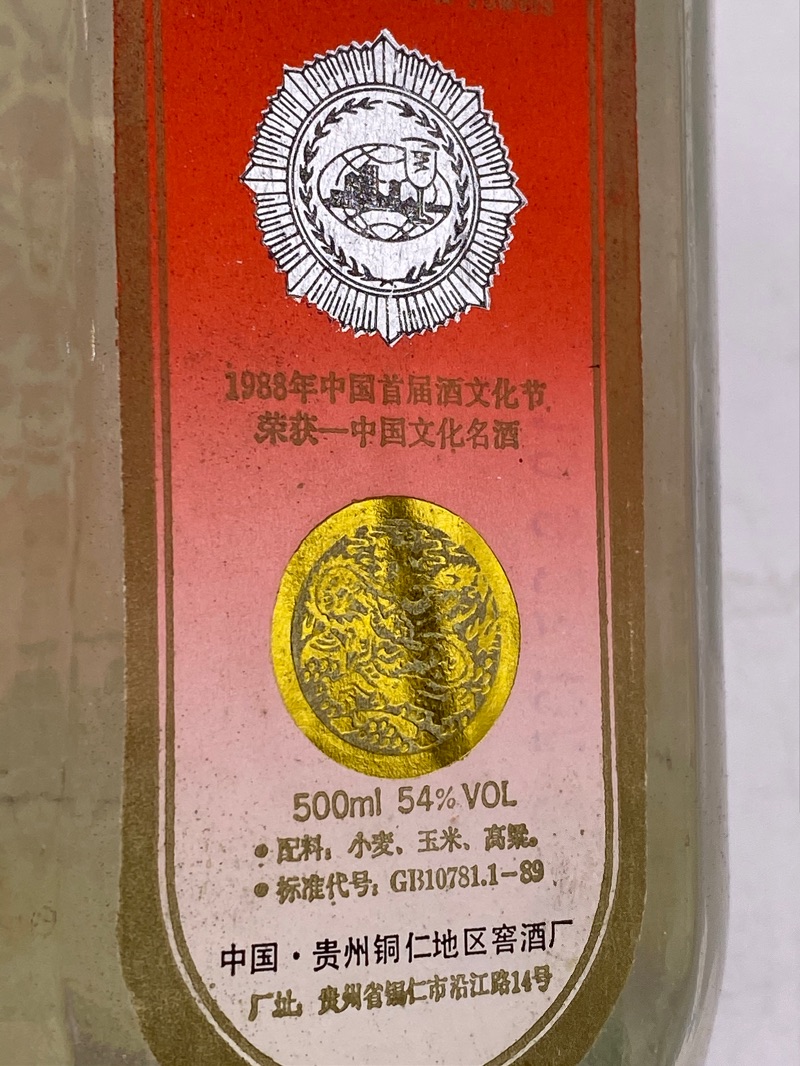 1988年中国首届酒文化节
荣获一中国文化名酒
500ml 54% VOL
• 配料：小麦、玉米、高粱。
• 标准代号：GB10781.1-89
中国·贵州铜仁地区窖酒厂
厂址：贵州省铜仁市沿江路14号